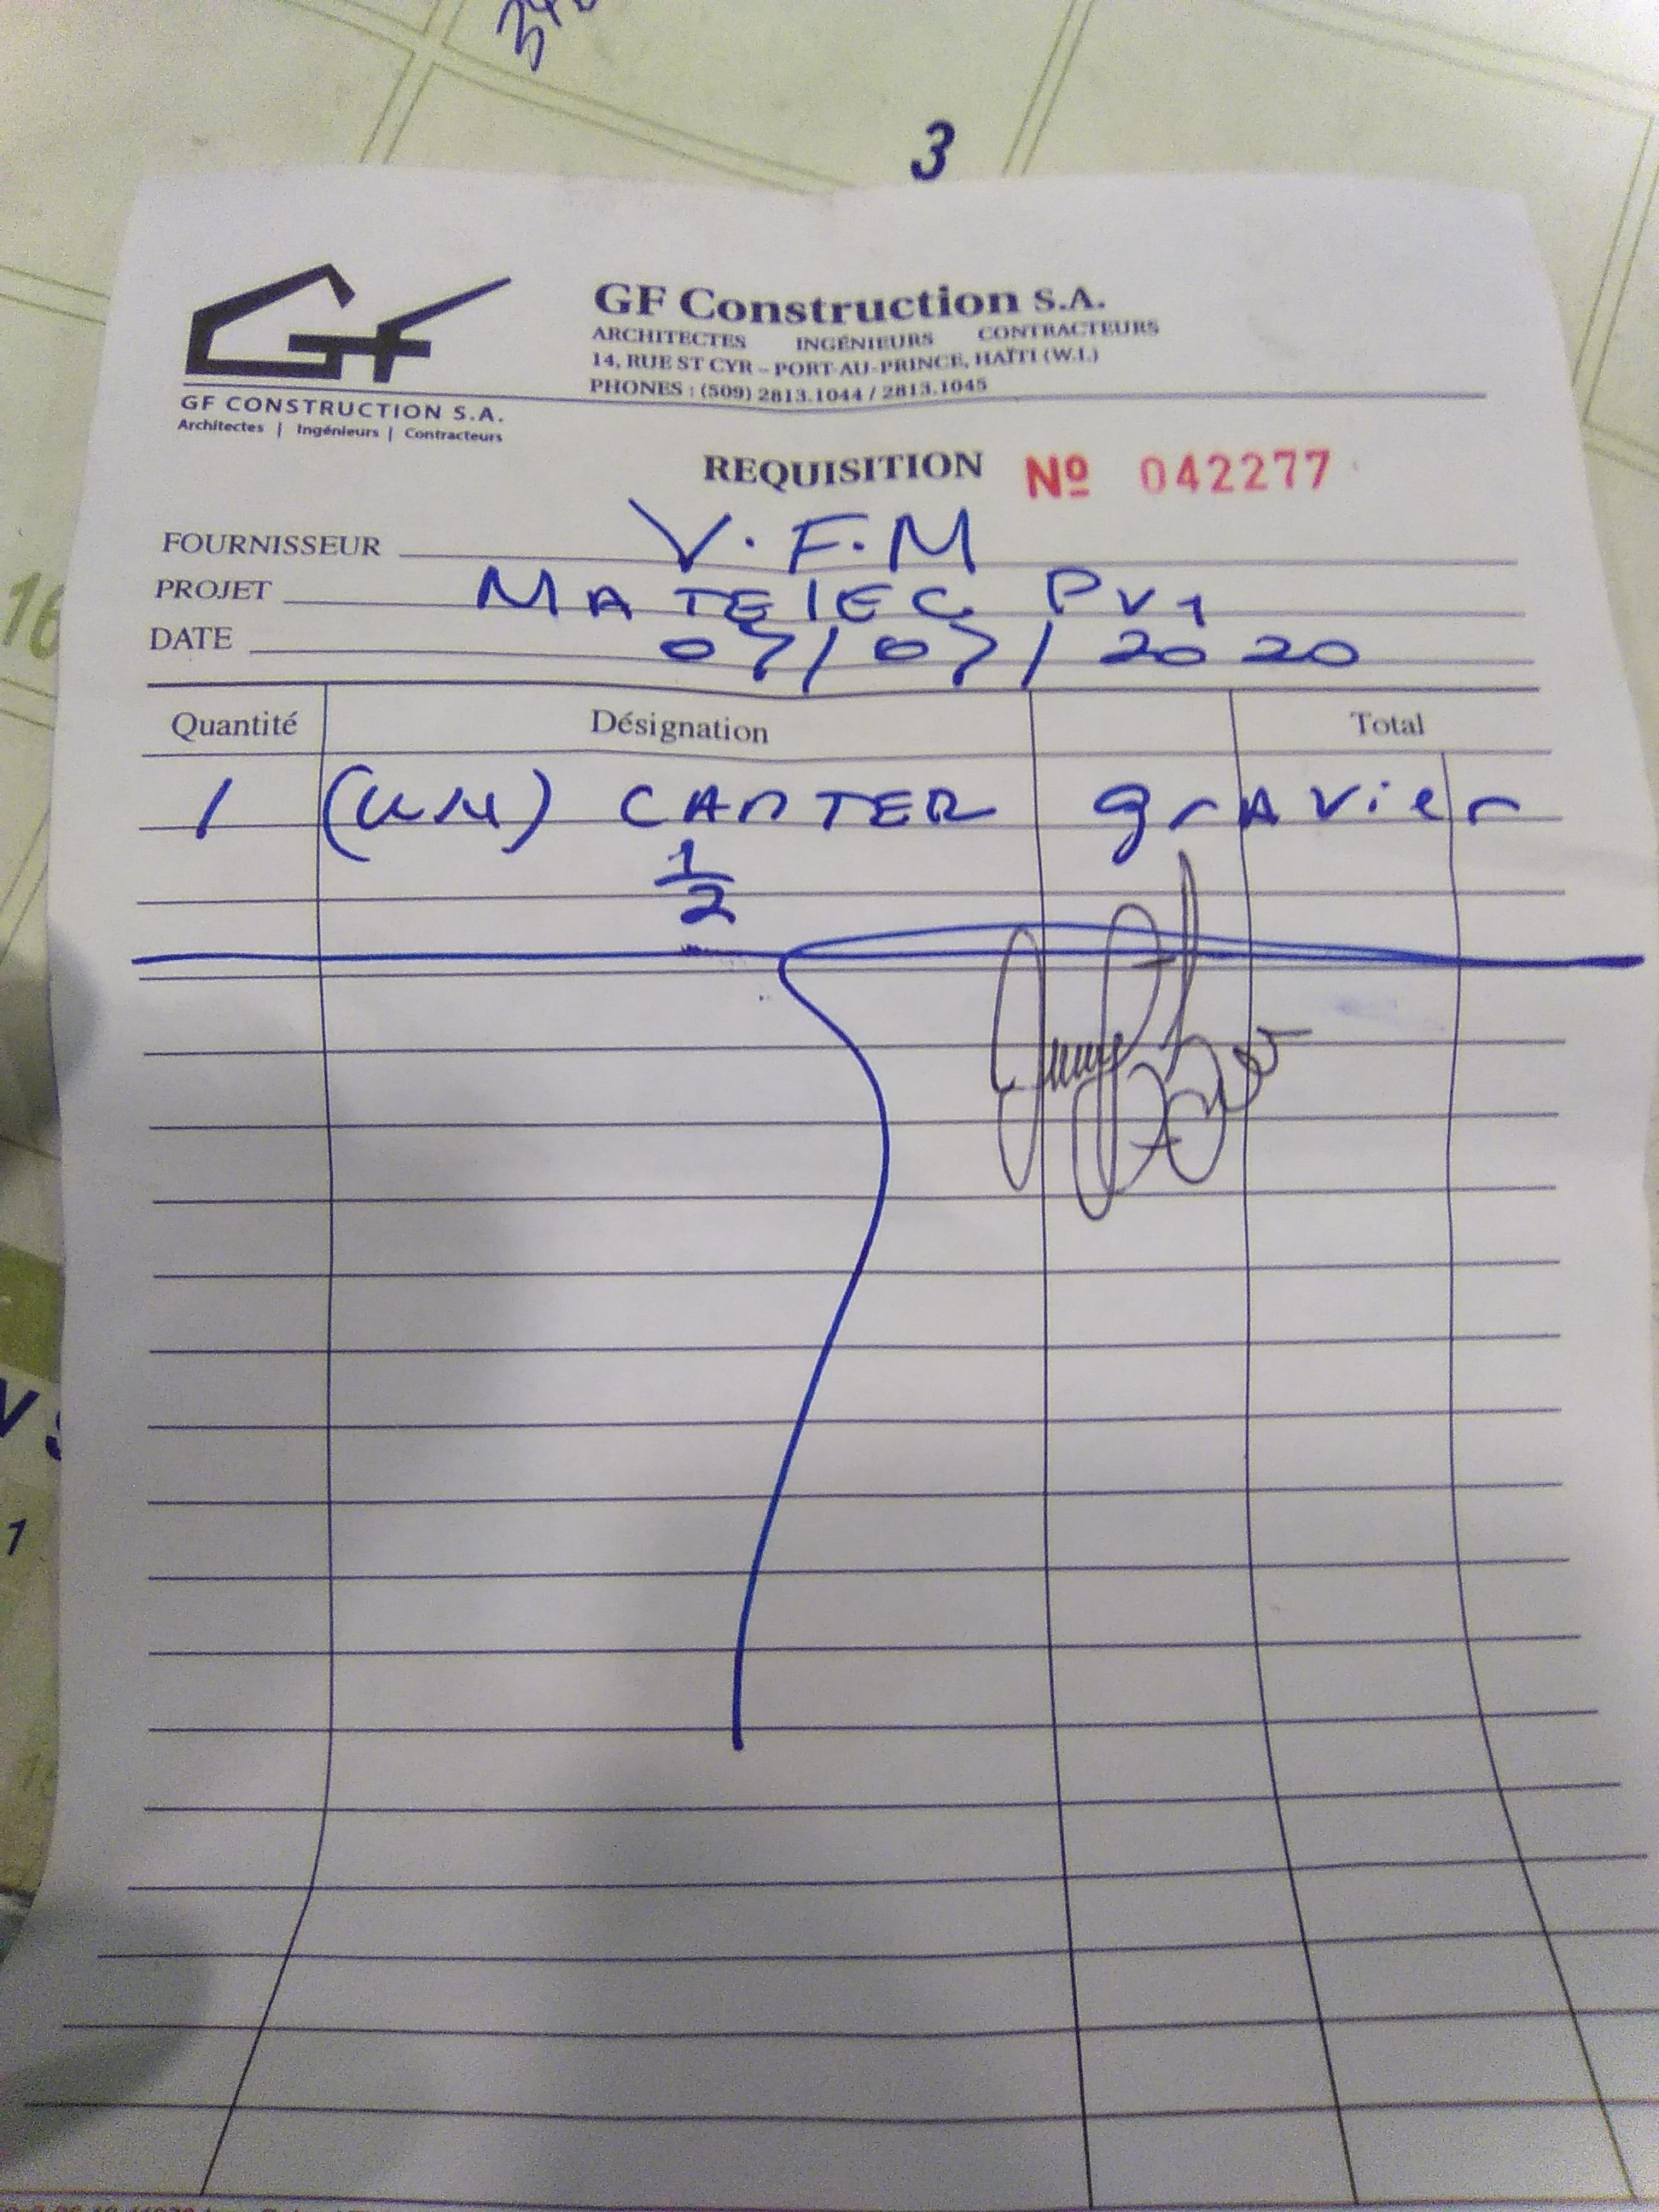 3
GF Construction S.A.
ARCHITECTES INGÉNIEURS CONTRACTEURS
14, RUE ST CYR – PORT-AU-PRINCE, HAÏTI (W.I.)
PHONES : (509) 2813.1044 / 2813.1045
GF CONSTRUCTION S.A.
Architectes | Ingénieurs | Contracteurs
REQUISITION Nº 042277
FOURNISSEUR V.F.M
PROJET MATELEC PV1
DATE 07/07/2020
16
Quantité Désignation Total
1 (UN) CANTER gravier
1/2
1